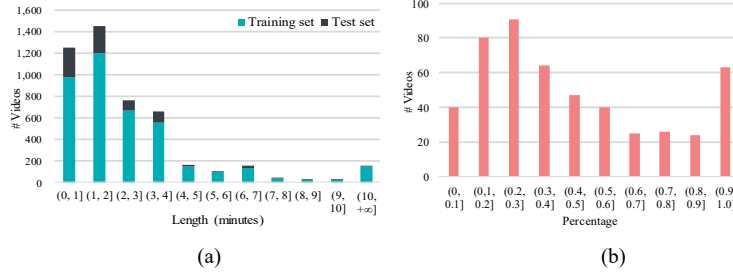 1,600
1,400
1,200
1,000
800
600
400
200
0
# Videos
Training set Test set
(0, 1] (1, 2] (2, 3] (3, 4] (4, 5] (5, 6] (6, 7] (7, 8] (8, 9] (9, 10] (10, +∞]
Length (minutes)
(a)
100
80
60
40
20
0
# Videos
(0, 0.1] (0.1, 0.2] (0.2, 0.3] (0.3, 0.4] (0.4, 0.5] (0.5, 0.6] (0.6, 0.7] (0.7, 0.8] (0.8, 0.9] (0.9, 1.0]
Percentage
(b)